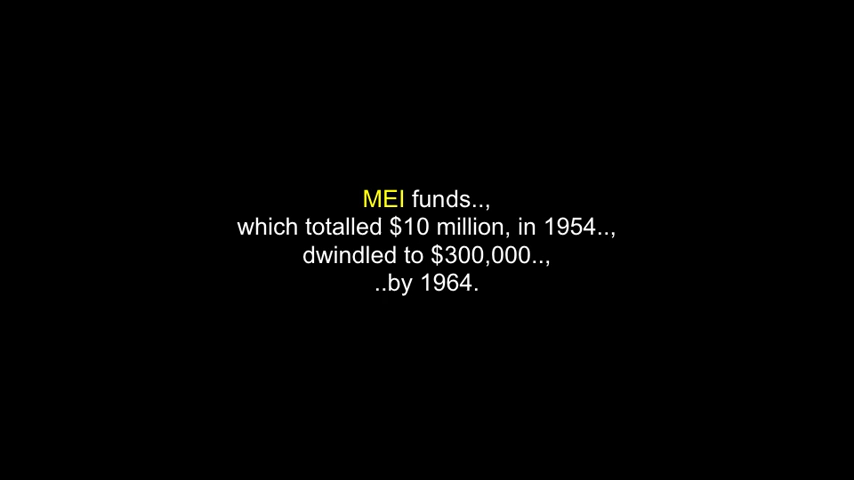 MEI funds..,
which totalled $10 million, in 1954..,
dwindled to $300,000..,
..by 1964.